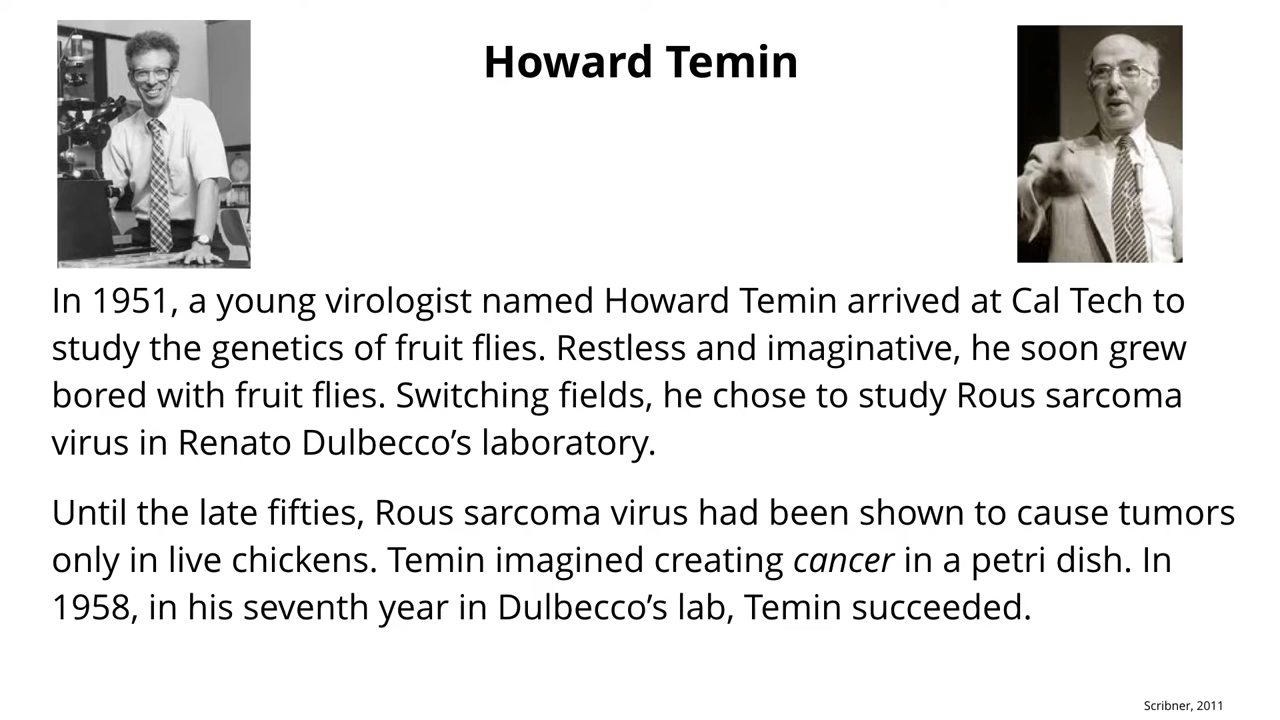 Howard Temin
In 1951, a young virologist named Howard Temin arrived at Cal Tech to
study the genetics of fruit flies. Restless and imaginative, he soon grew
bored with fruit flies. Switching fields, he chose to study Rous sarcoma
virus in Renato Dulbecco’s laboratory.
Until the late fifties, Rous sarcoma virus had been shown to cause tumors
only in live chickens. Temin imagined creating cancer in a petri dish. In
1958, in his seventh year in Dulbecco’s lab, Temin succeeded.
Scribner, 2011